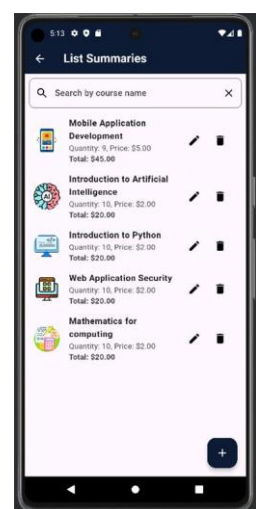 5:13
List Summaries
Search by course name
Mobile Application
Development
Quantity: 9, Price: $5.00
Total: $45.00
Introduction to Artificial
Intelligence
Quantity: 10, Price: $2.00
Total: $20.00
Introduction to Python
Quantity: 10, Price: $2.00
Total: $20.00
Web Application Security
Quantity: 10, Price: $2.00
Total: $20.00
Mathematics for
computing
Quantity: 10, Price: $2.00
Total: $20.00